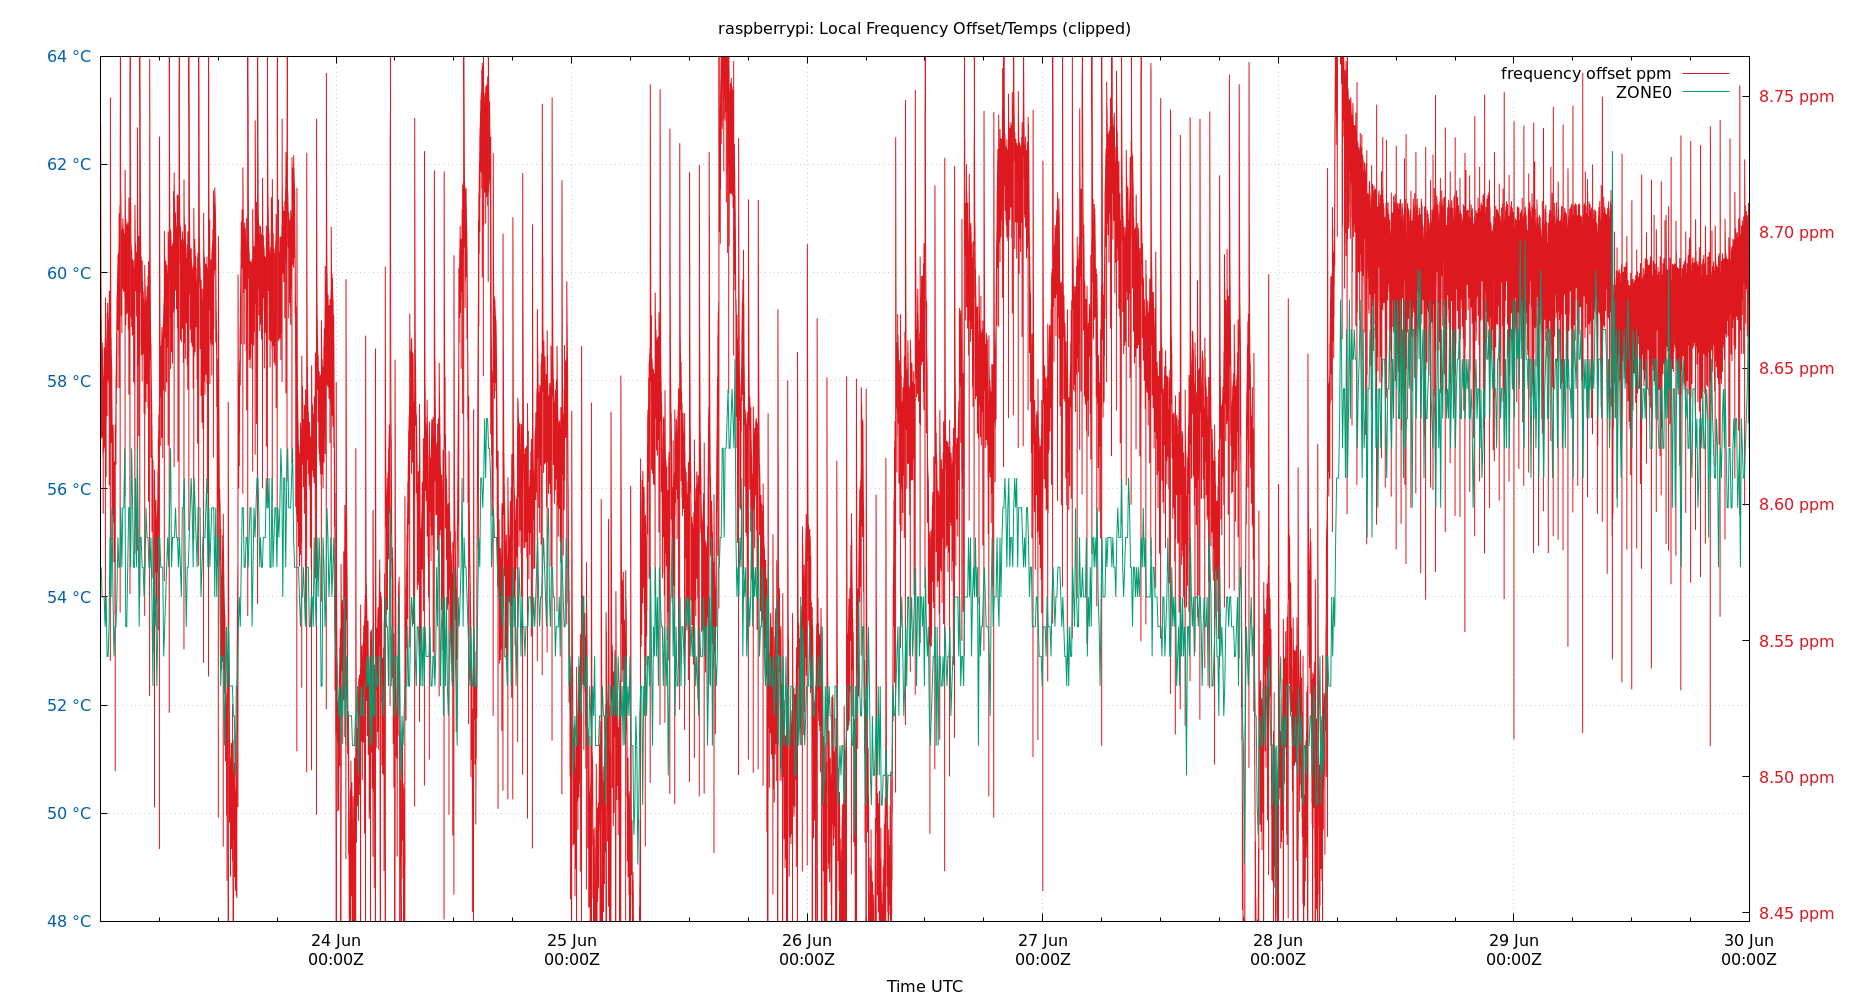 raspberrypi: Local Frequency Offset/Temps (clipped)
64 °C
62 °C
60 °C
58 °C
56 °C
54 °C
52 °C
50 °C
48 °C
frequency offset ppm
ZONE0
8.75 ppm
8.70 ppm
8.65 ppm
8.60 ppm
8.55 ppm
8.50 ppm
8.45 ppm
24 Jun
00:00Z
25 Jun
00:00Z
26 Jun
00:00Z
27 Jun
00:00Z
28 Jun
00:00Z
29 Jun
00:00Z
30 Jun
00:00Z
Time UTC